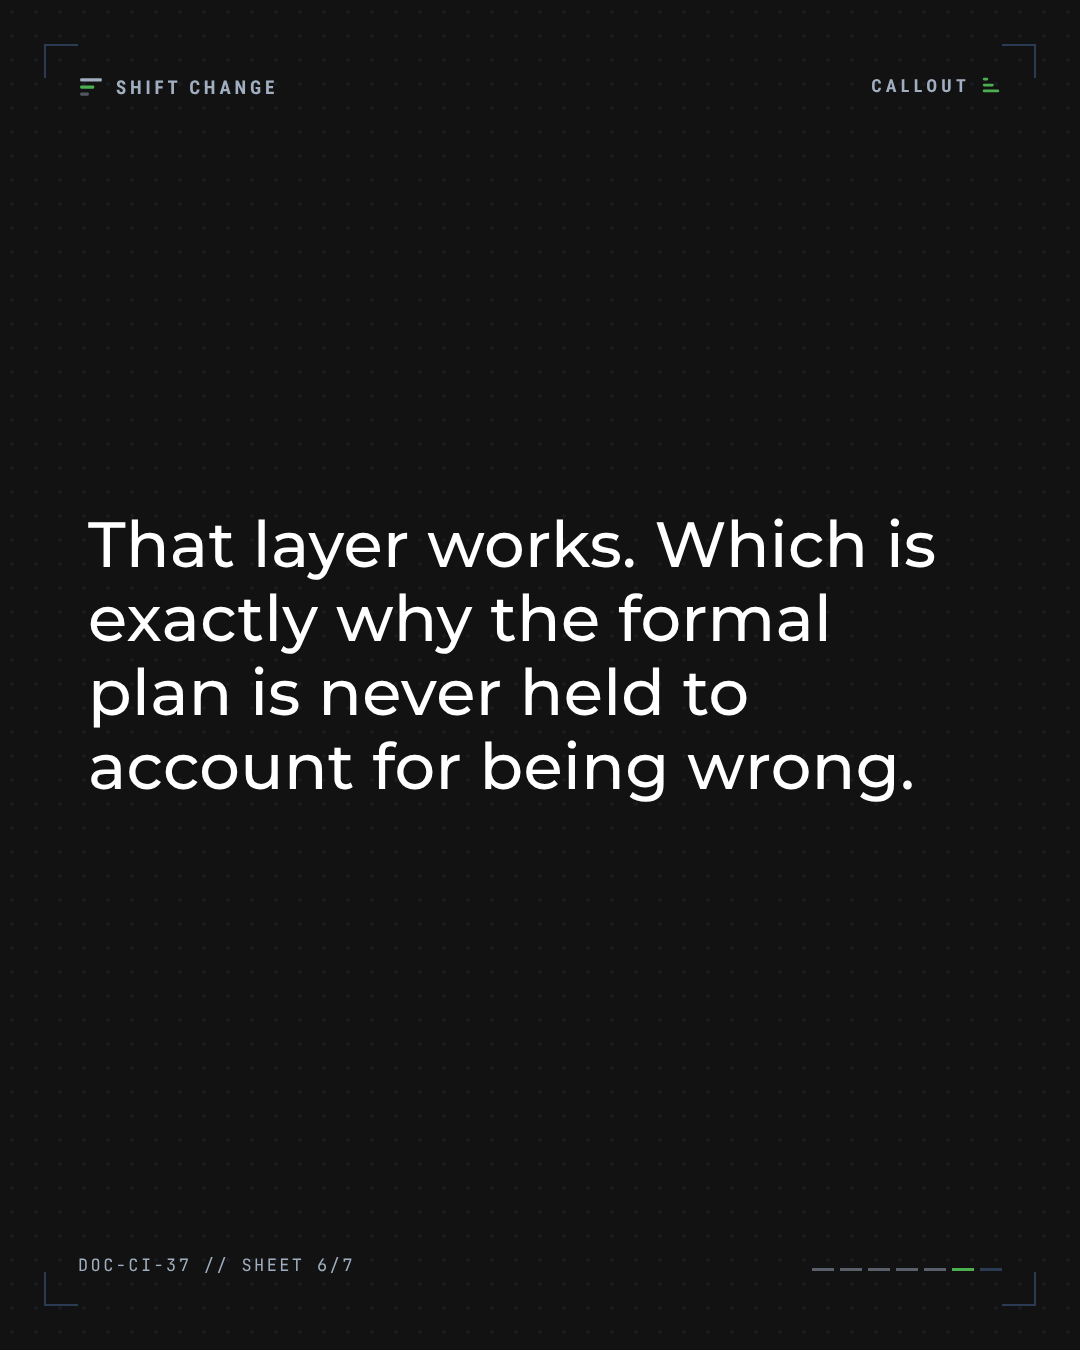 SHIFT CHANGE
CALLOUT
That layer works. Which is
exactly why the formal
plan is never held to
account for being wrong.
DOC-CI-37 // SHEET 6/7